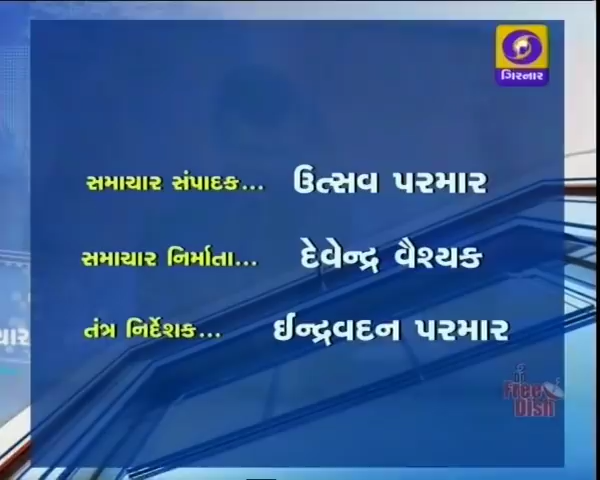 ગિરનાર
સમાચાર સંપાદક... ઉત્સવ પરમાર
સમાચાર નિર્માતા... દેવેન્દ્ર વૈશ્યક
તંત્ર નિર્દેશક... ઈન્દ્રવદન પરમાર
ચાર
Free
Dish